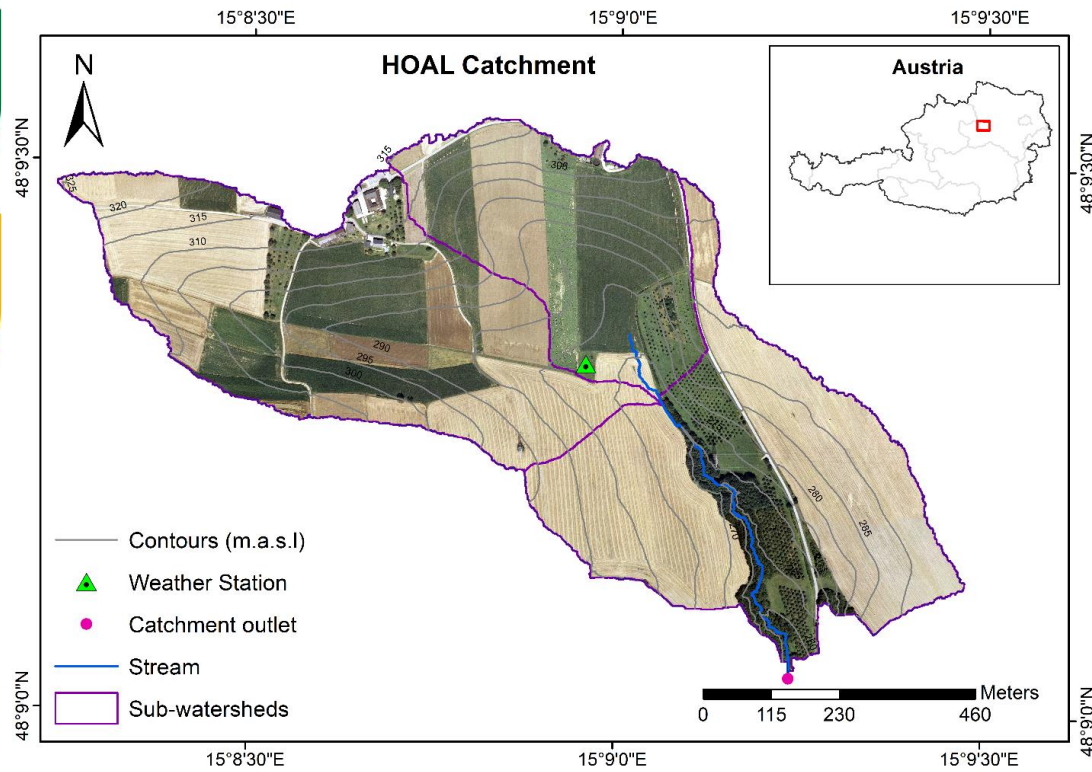 15°8'30"E
15°9'0"E
15°9'30"E
N
HOAL Catchment
Austria
48°9'30"N
48°9'30"N
315
306
325
320
315
310
290
295
300
280
285
270
Contours (m.a.s.l)
Weather Station
Catchment outlet
Stream
Sub-watersheds
Meters
0
115
230
460
48°9'0"N
48°9'0"N
15°8'30"E
15°9'0"E
15°9'30"E